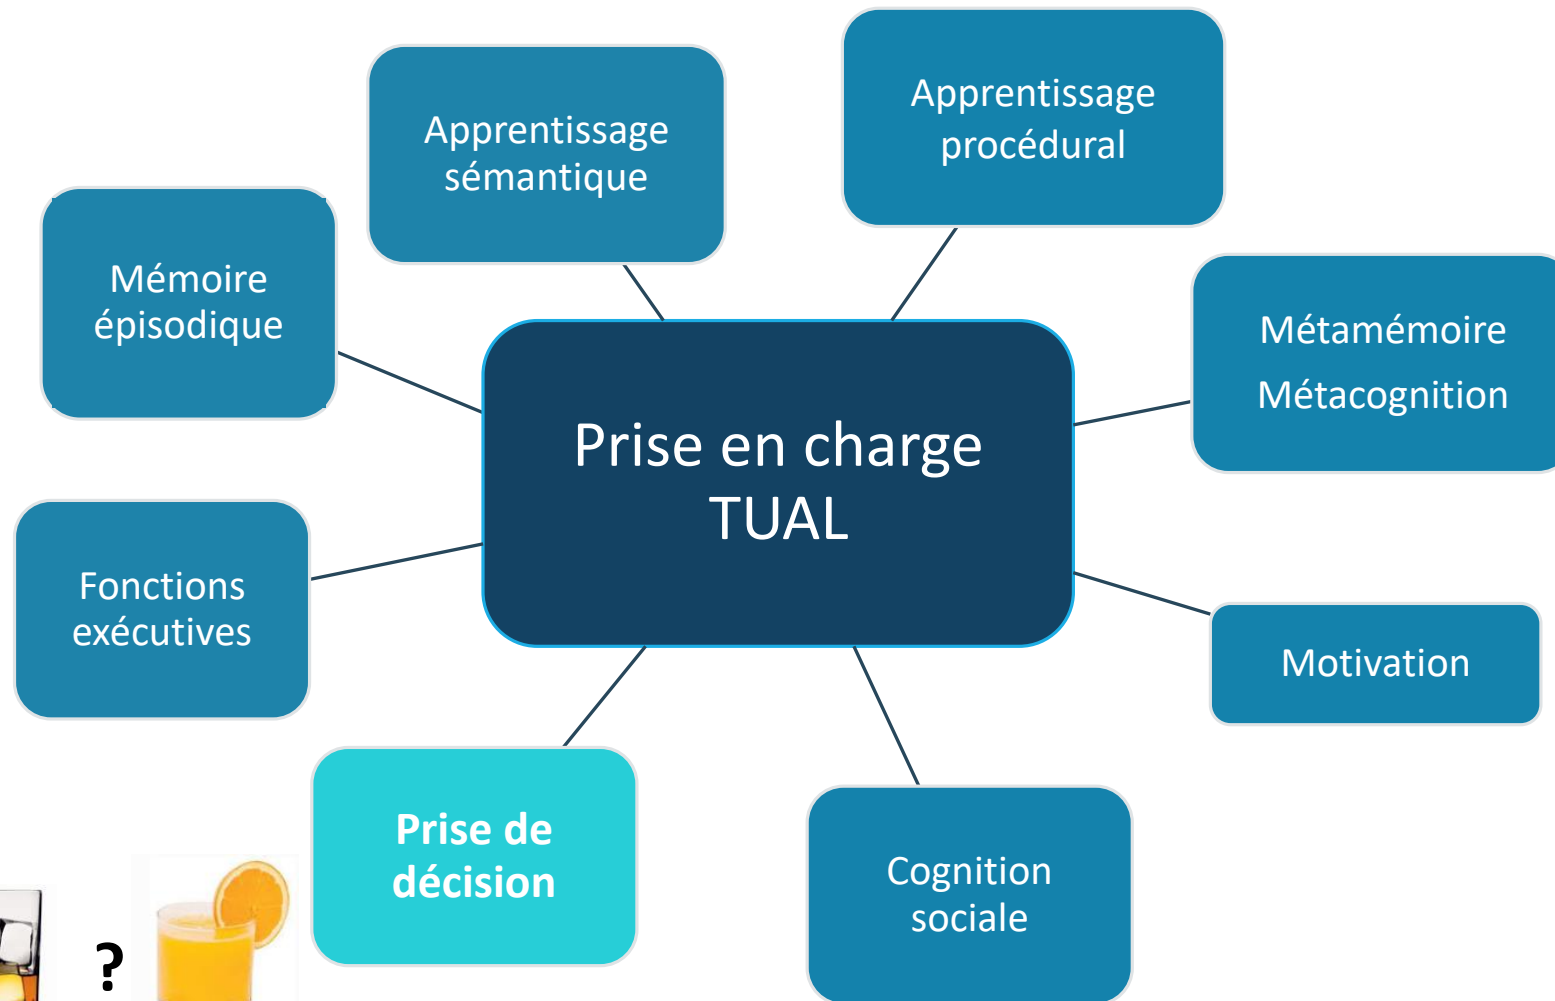 Apprentissage
procédural
Apprentissage
sémantique
Mémoire
épisodique
Métamémoire
Métacognition
Prise en charge
TUAL
Fonctions
exécutives
Motivation
Prise de
décision
Cognition
sociale
?